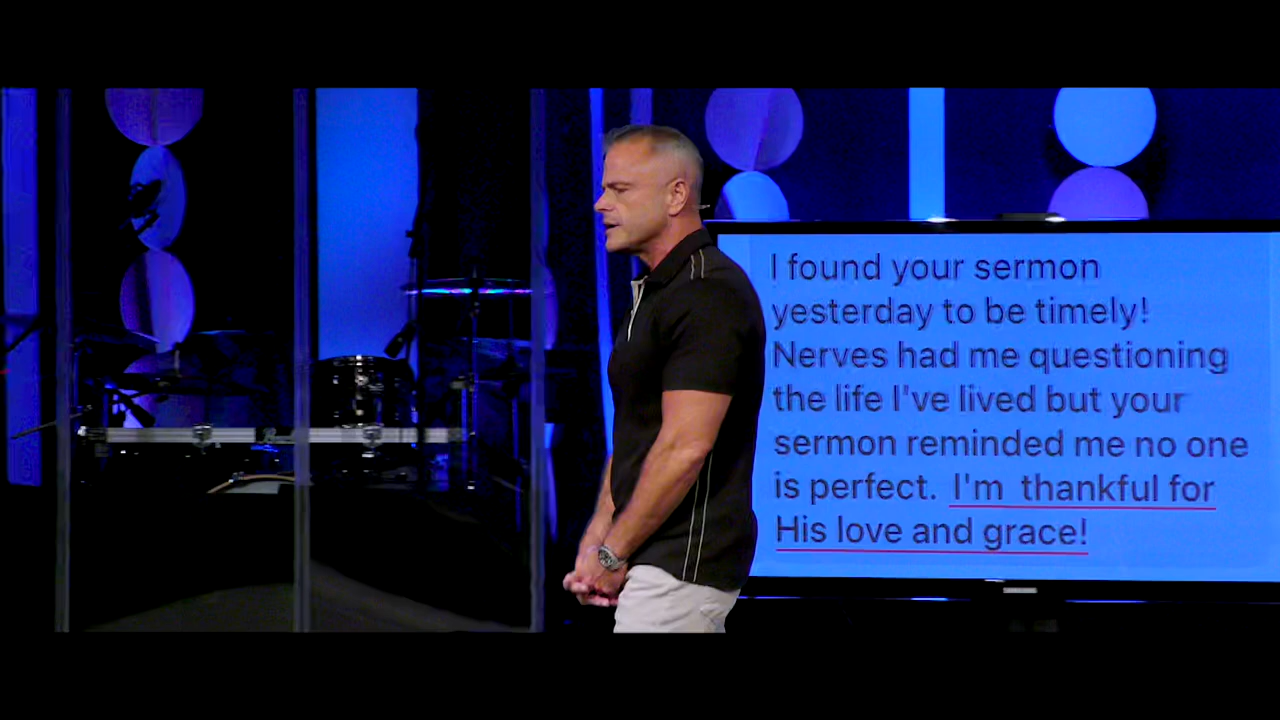 I found your sermon
yesterday to be timely!
Nerves had me questioning
the life I've lived but your
sermon reminded me no one
is perfect. I'm thankful for
His love and grace!